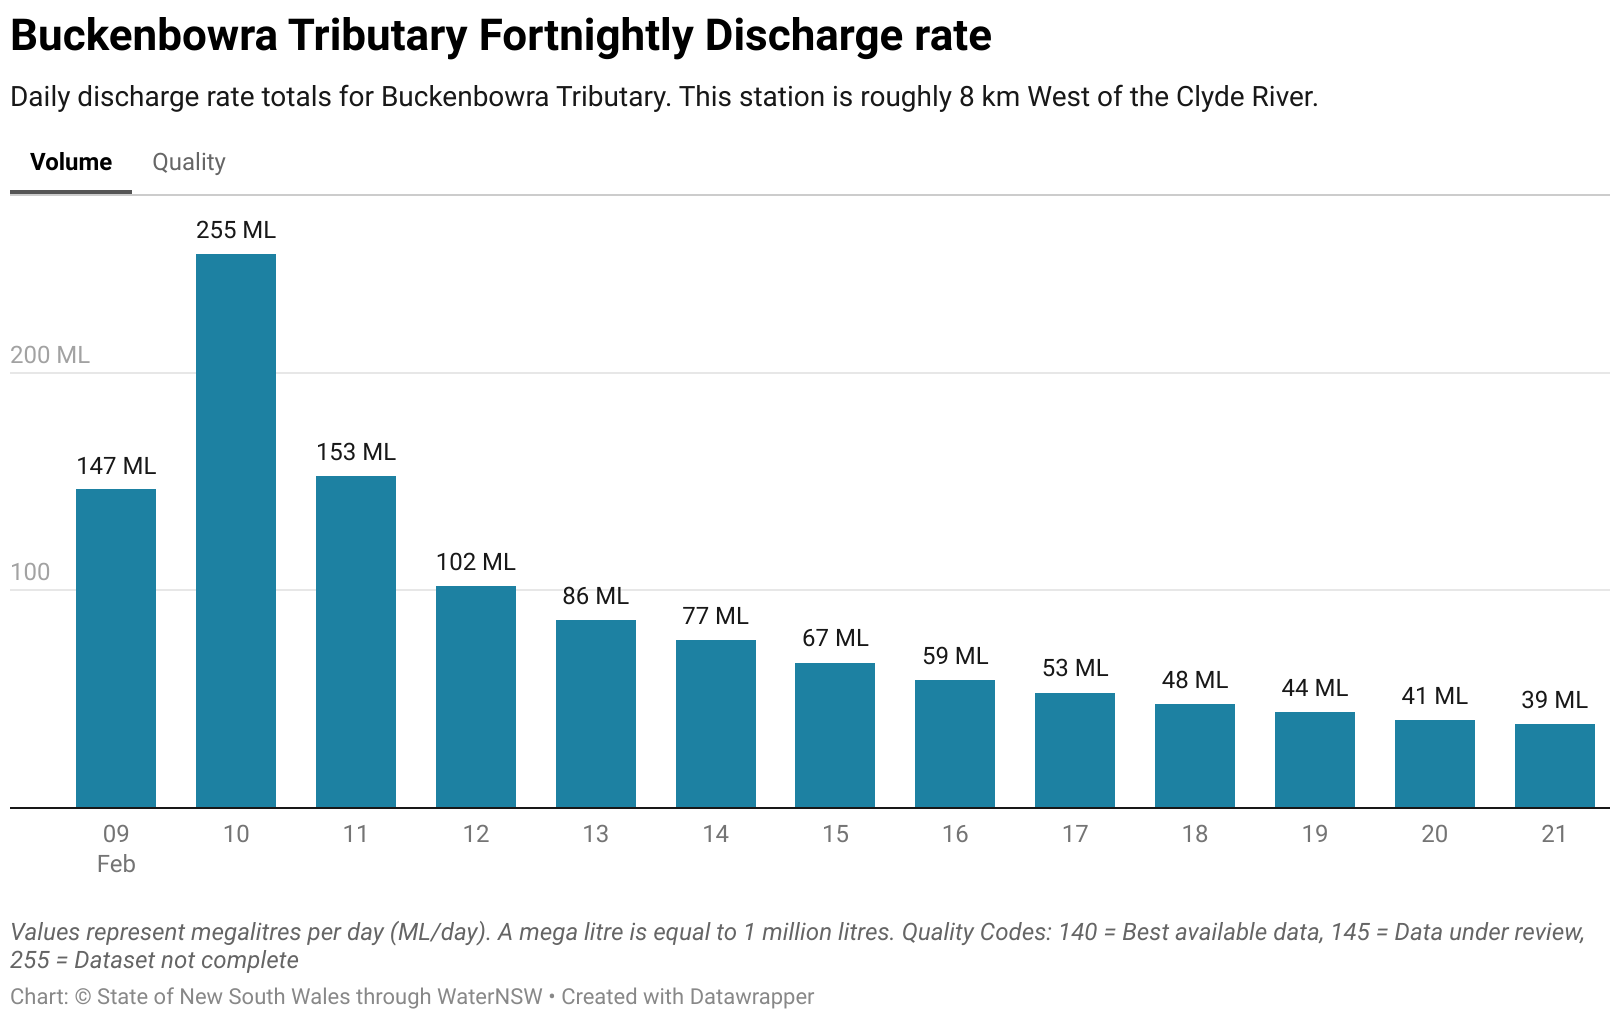 Buckenbowra Tributary Fortnightly Discharge rate
Daily discharge rate totals for Buckenbowra Tributary. This station is roughly 8 km West of the Clyde River.
Volume Quality
255 ML
200 ML
147 ML
153 ML
102 ML
100
86 ML
77 ML
67 ML
59 ML
53 ML
48 ML
44 ML
41 ML
39 ML
09 10 11 12 13 14 15 16 17 18 19 20 21
Feb
Values represent megalitres per day (ML/day). A mega litre is equal to 1 million litres. Quality Codes: 140 = Best available data, 145 = Data under review,
255 = Dataset not complete
Chart: © State of New South Wales through WaterNSW • Created with Datawrapper